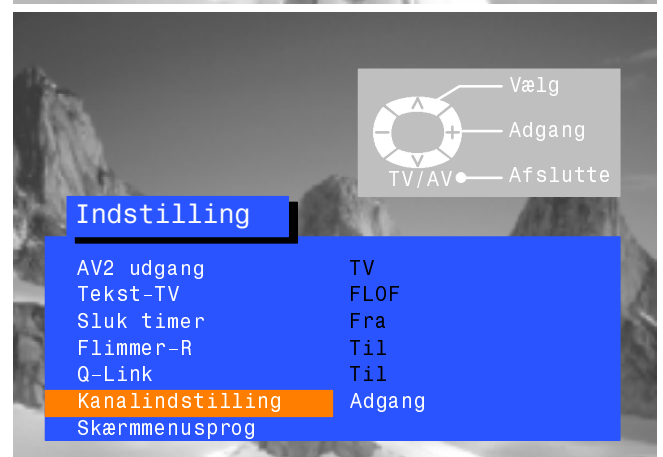 Vælg
Adgang
TV/AV Afslutte
Indstilling
AV2 udgang TV
Tekst-TV FLOF
Sluk timer Fra
Flimmer-R Til
Q-Link Til
Kanalindstilling Adgang
Skærmmenusprog